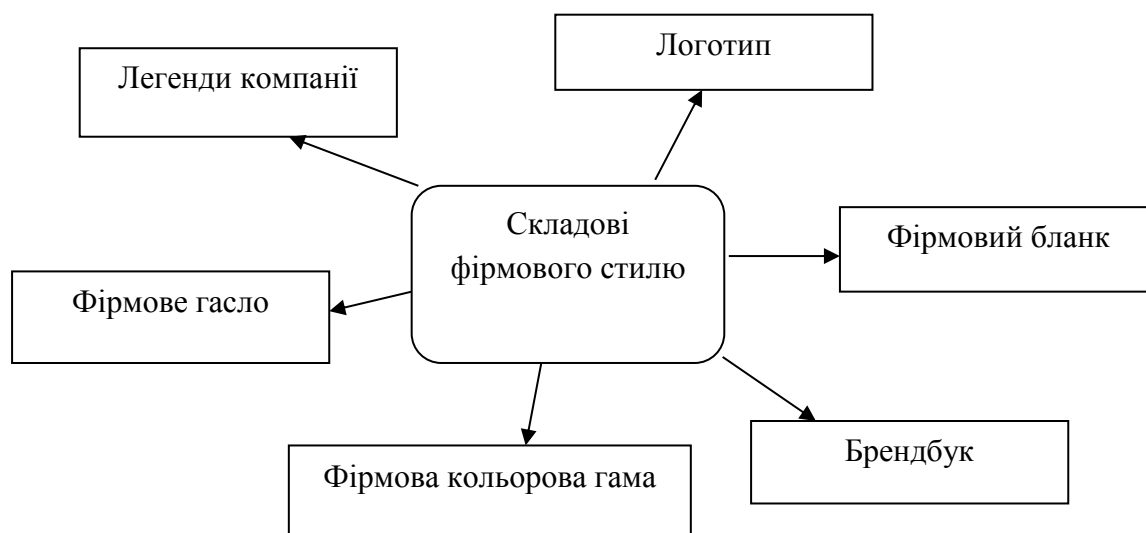 Логотип
Легенди компанії
Складові
фірмового стилю
Фірмовий бланк
Фірмове гасло
Брендбук
Фірмова кольорова гама